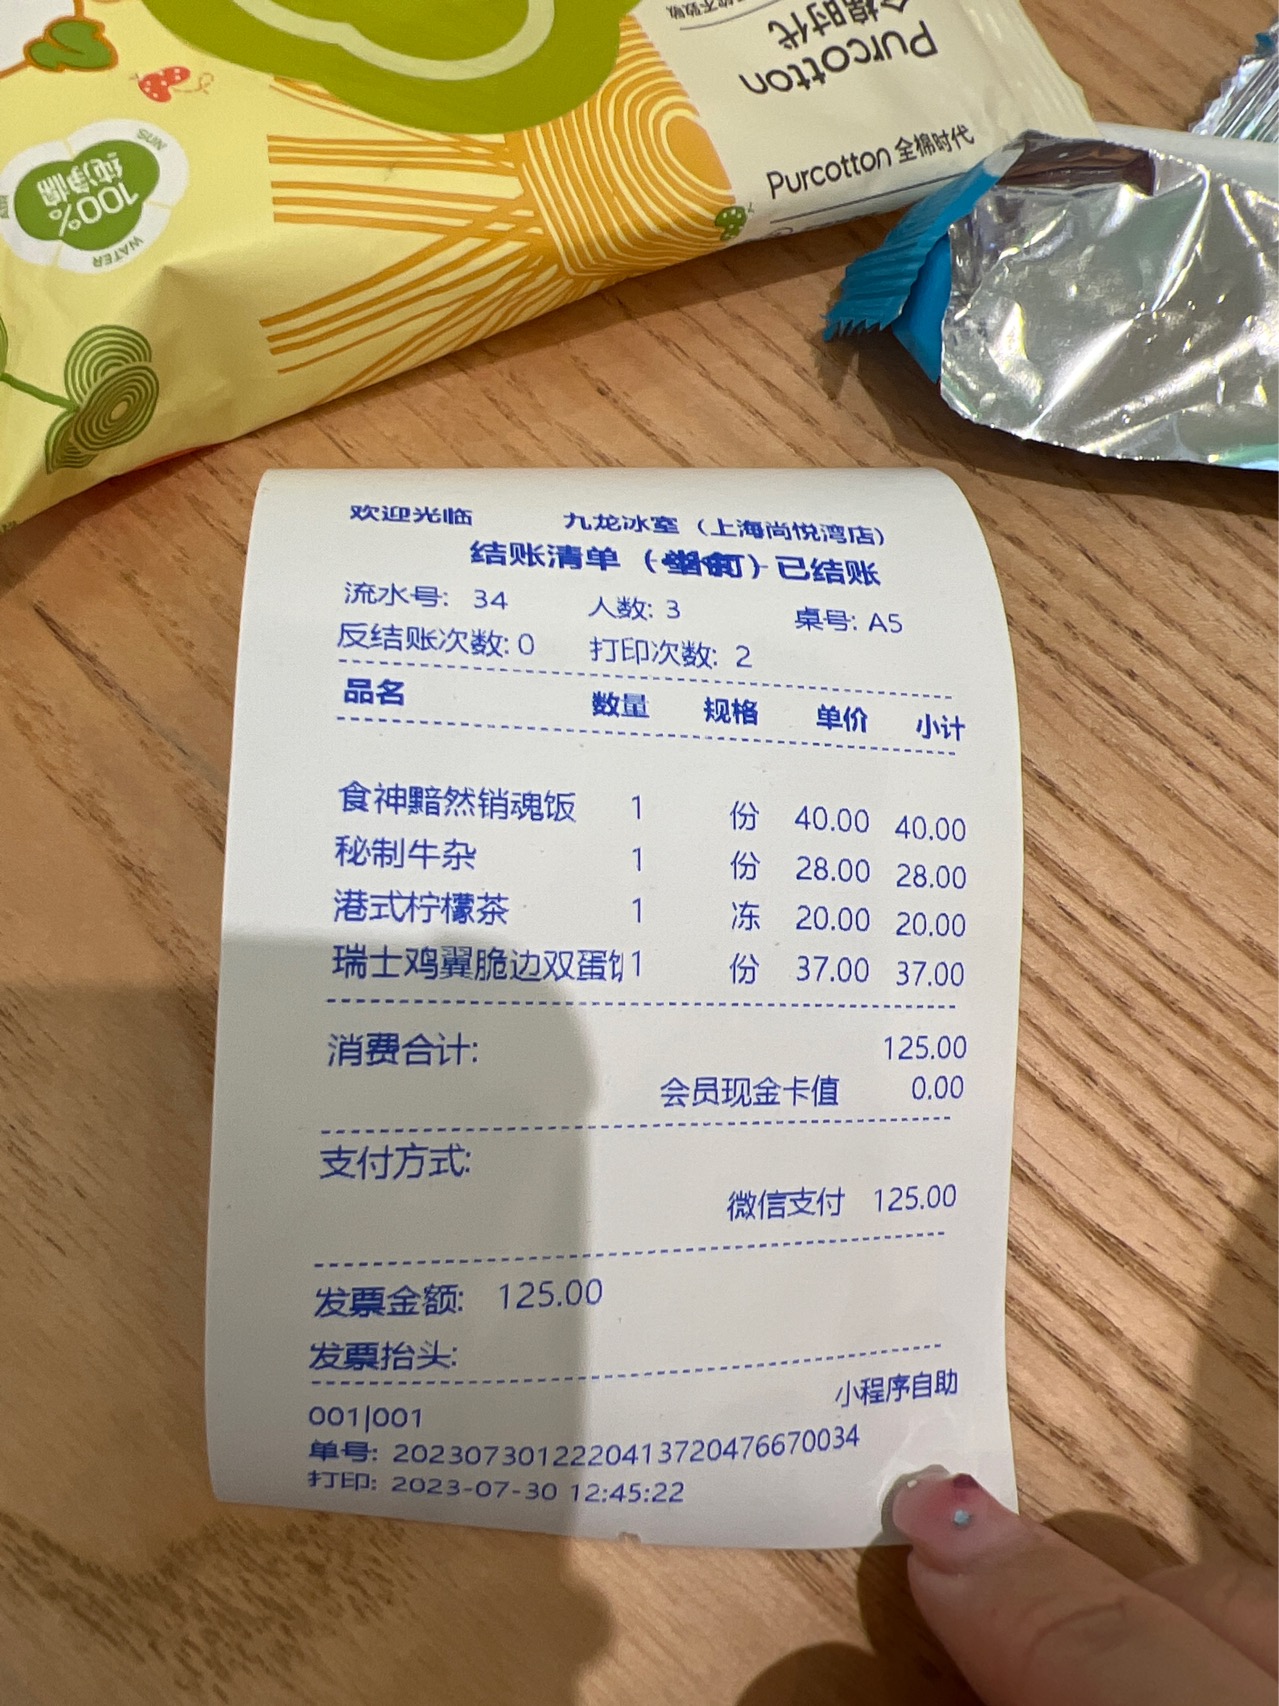 Purcotton
全棉时代
Purcotton 全棉时代
100%
纯净棉
WATER
欢迎光临 九龙冰室（上海尚悦湾店）
结账清单 （ ）已结账
流水号: 34 人数: 3 桌号: A5
反结账次数: 0 打印次数: 2
品名 数量 规格 单价 小计
食神黯然销魂饭 1 份 40.00 40.00
秘制牛杂 1 份 28.00 28.00
港式柠檬茶 1 冻 20.00 20.00
瑞士鸡翼脆边双蛋 1 份 37.00 37.00
消费合计: 125.00
会员现金卡值 0.00
支付方式:
微信支付 125.00
发票金额: 125.00
发票抬头:
小程序自助
001|001
单号: 20230730122204137204766700​34
打印: 2023-07-30 12:45:22